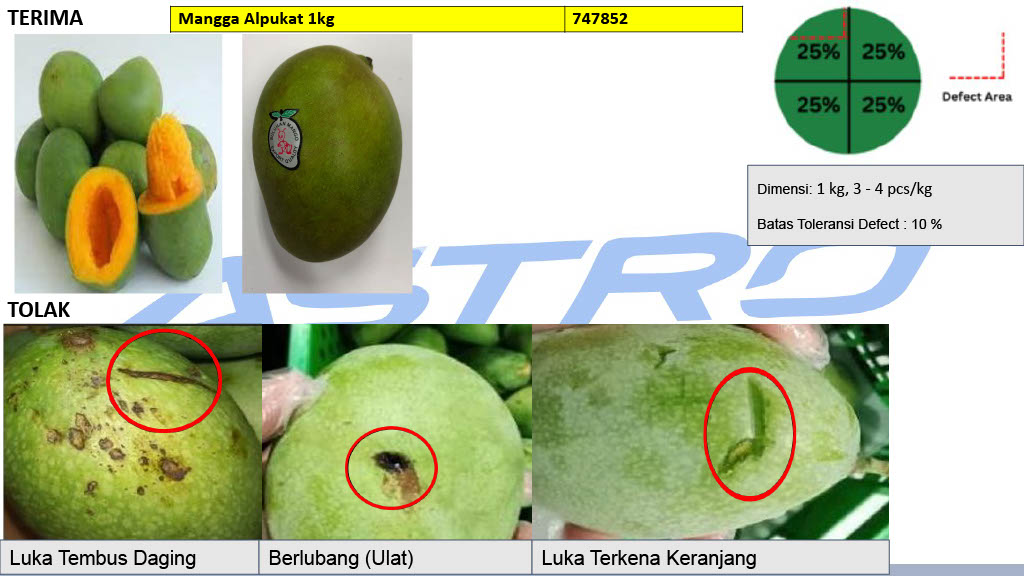 TERIMA
Mangga Alpukat 1kg
747852
25% 25%
25% 25%
Defect Area
Dimensi: 1 kg, 3 - 4 pcs/kg
Batas Toleransi Defect : 10 %
ASTRO
TOLAK
Luka Tembus Daging
Berlubang (Ulat)
Luka Terkena Keranjang